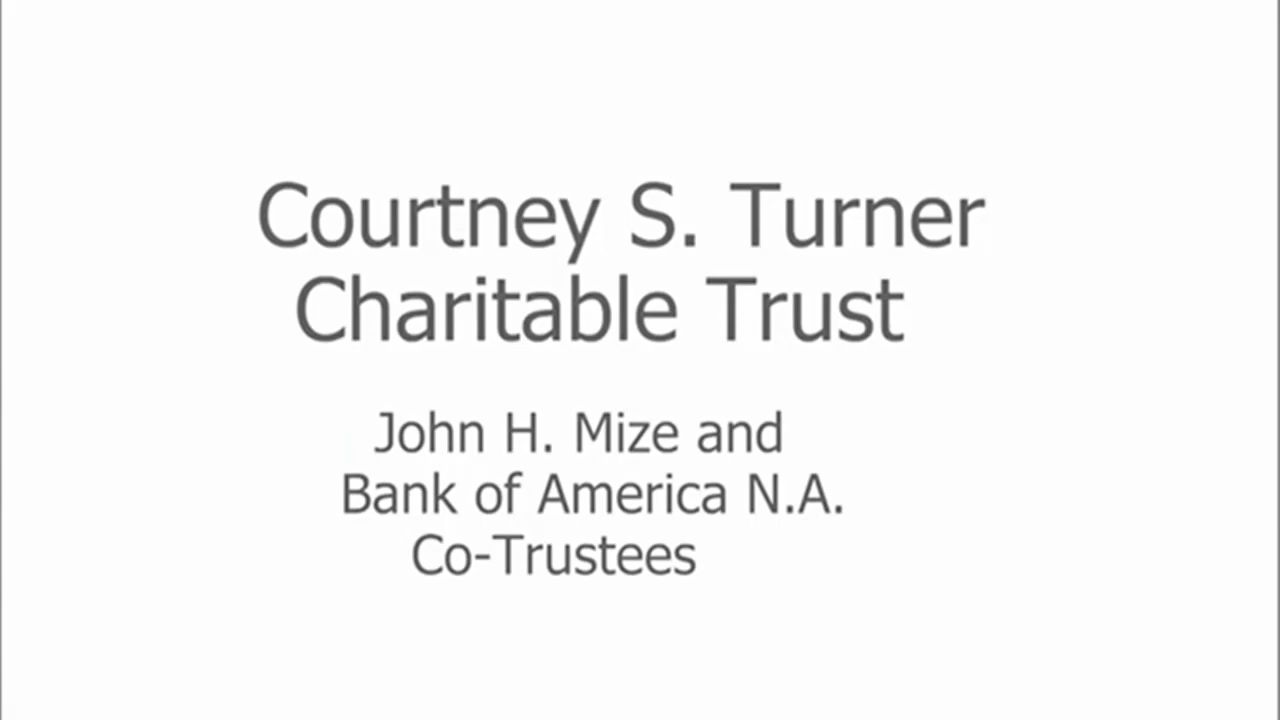 Courtney S. Turner
Charitable Trust
John H. Mize and
Bank of America N.A.
Co-Trustees